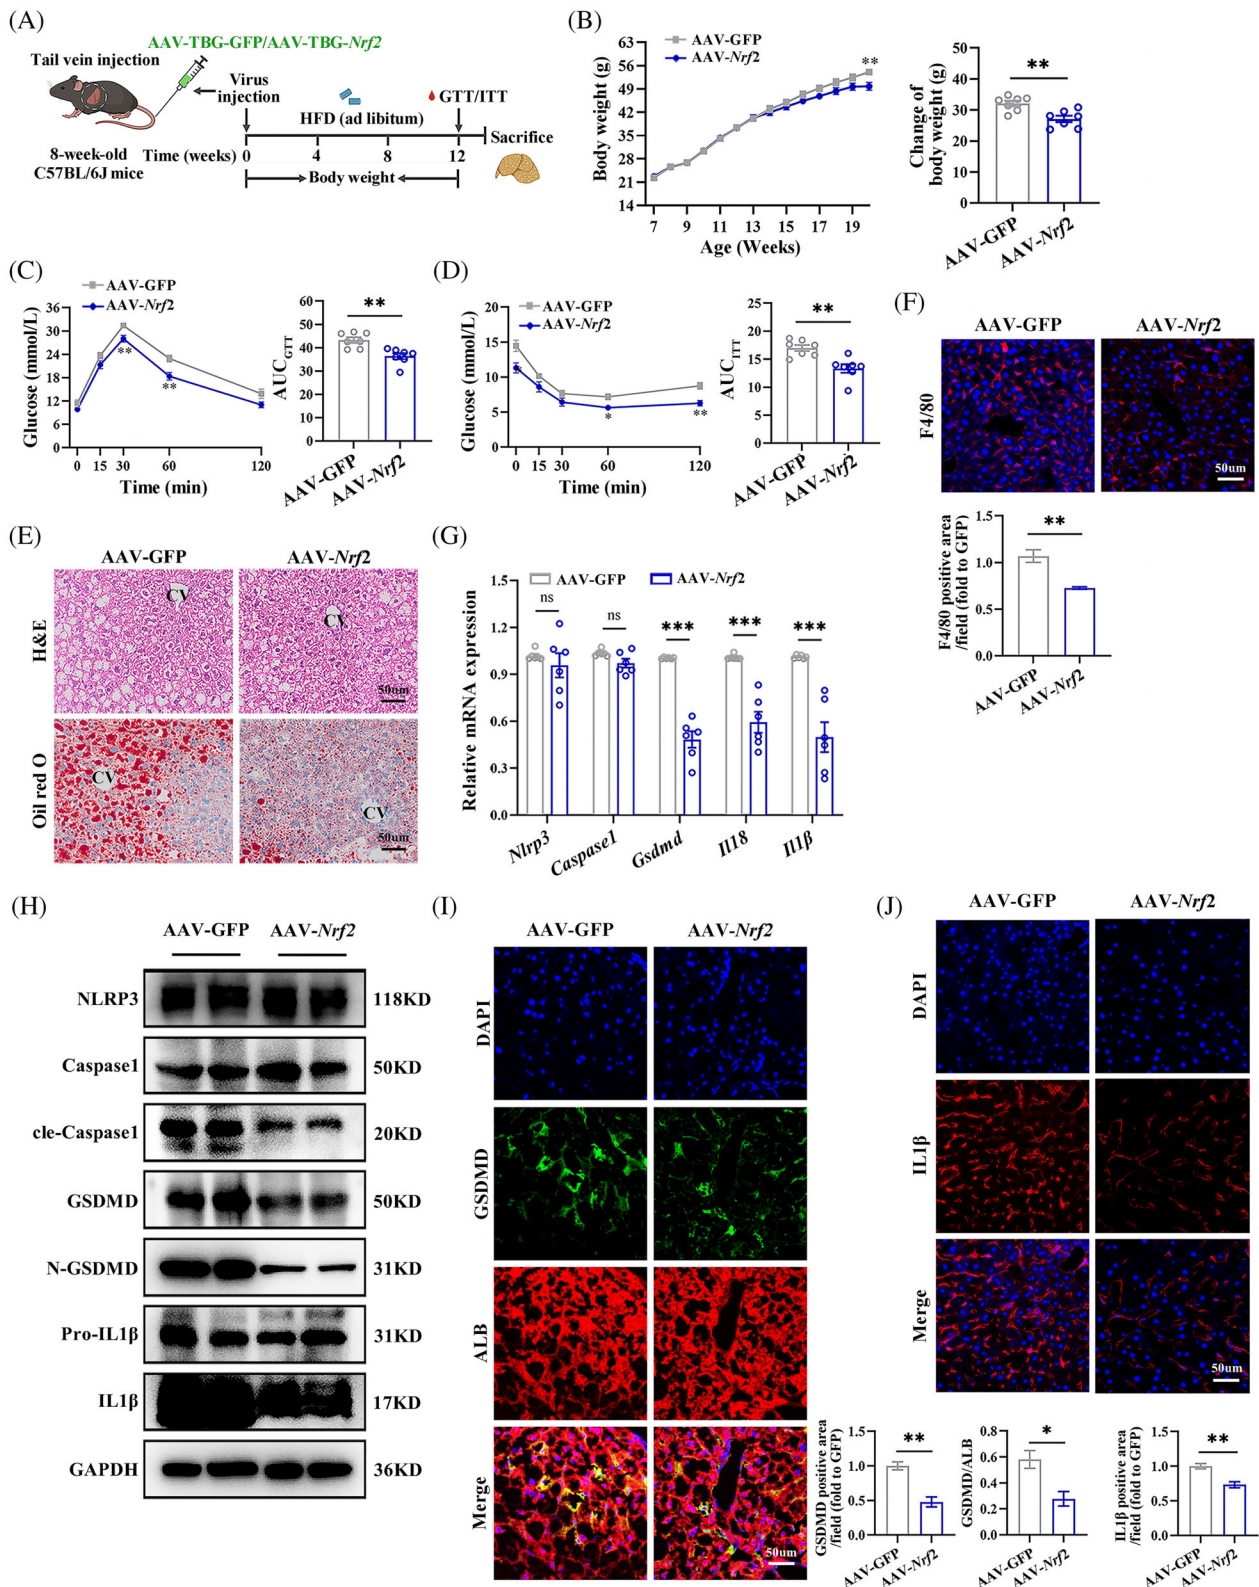 (A)
AAV-TBG-GFP/AAV-TBG-Nrf2
Tail vein injection
Virus
injection
GTT/ITT
HFD (ad libitum)
Sacrifice
8-week-old
C57BL/6J mice
Time (weeks) 0 4 8 12
Body weight
(B)
AAV-GFP
AAV-Nrf2
Body weight (g)
63
56
49
42
35
28
21
14
**
7 9 11 13 15 17 19
Age (Weeks)
Change of
body weight (g)
50
40
30
20
10
0
**
AAV-GFP
AAV-Nrf2
(C)
AAV-GFP
AAV-Nrf2
Glucose (mmol/L)
36
30
24
18
12
6
**
**
0 15 30 60 120
Time (min)
AUCGTT
60
50
40
30
20
10
0
**
AAV-GFP
AAV-Nrf2
(D)
AAV-GFP
AAV-Nrf2
Glucose (mmol/L)
20
15
10
5
0
*
*
**
0 15 30 60 120
Time (min)
AUCITT
25
20
15
10
5
0
**
AAV-GFP
AAV-Nrf2
(F)
AAV-GFP
AAV-Nrf2
F4/80
50um
F4/80 positive area
/field (fold to GFP)
1.5
1.0
0.5
0.0
**
AAV-GFP
AAV-Nrf2
(E)
AAV-GFP
AAV-Nrf2
H&E
CV
CV
50um
Oil red O
CV
CV
50um
(G)
AAV-GFP
AAV-Nrf2
Relative mRNA expression
1.5
1.2
0.9
0.6
0.3
0.0
ns
ns
***
***
***
Nlrp3
Caspase1
Gsdmd
Il18
Il1β
(H)
AAV-GFP AAV-Nrf2
NLRP3 118KD
Caspase1 50KD
cle-Caspase1 20KD
GSDMD 50KD
N-GSDMD 31KD
Pro-IL1β 31KD
IL1β 17KD
GAPDH 36KD
(I)
AAV-GFP
AAV-Nrf2
DAPI
GSDMD
ALB
Merge
50um
GSDMD positive area
/field (fold to GFP)
1.5
1.0
0.5
0.0
**
AAV-GFP
AAV-Nrf2
GSDMD/ALB
0.8
0.6
0.4
0.2
0.0
*
AAV-GFP
AAV-Nrf2
(J)
AAV-GFP
AAV-Nrf2
DAPI
IL1β
Merge
50um
IL1β positive area
/field (fold to GFP)
1.5
1.0
0.5
0.0
**
AAV-GFP
AAV-Nrf2